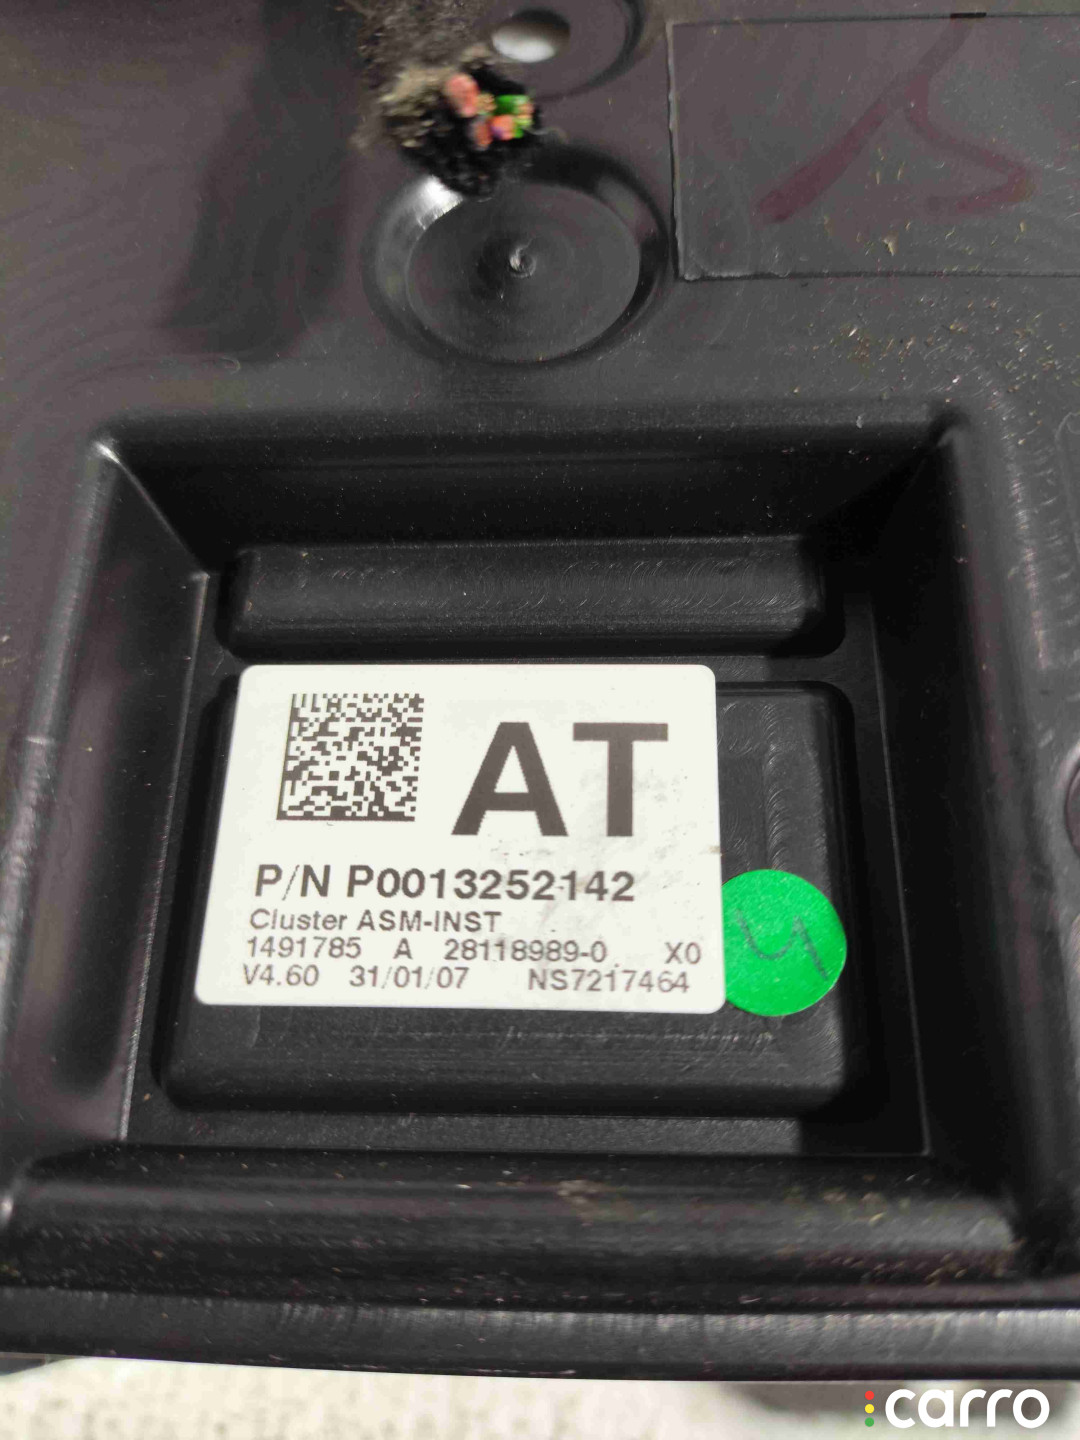 AT
P/N P0013252142
Cluster ASM-INST
1491785 A 28118989-0 X0
V4.60 31/01/07 NS7217464
carro